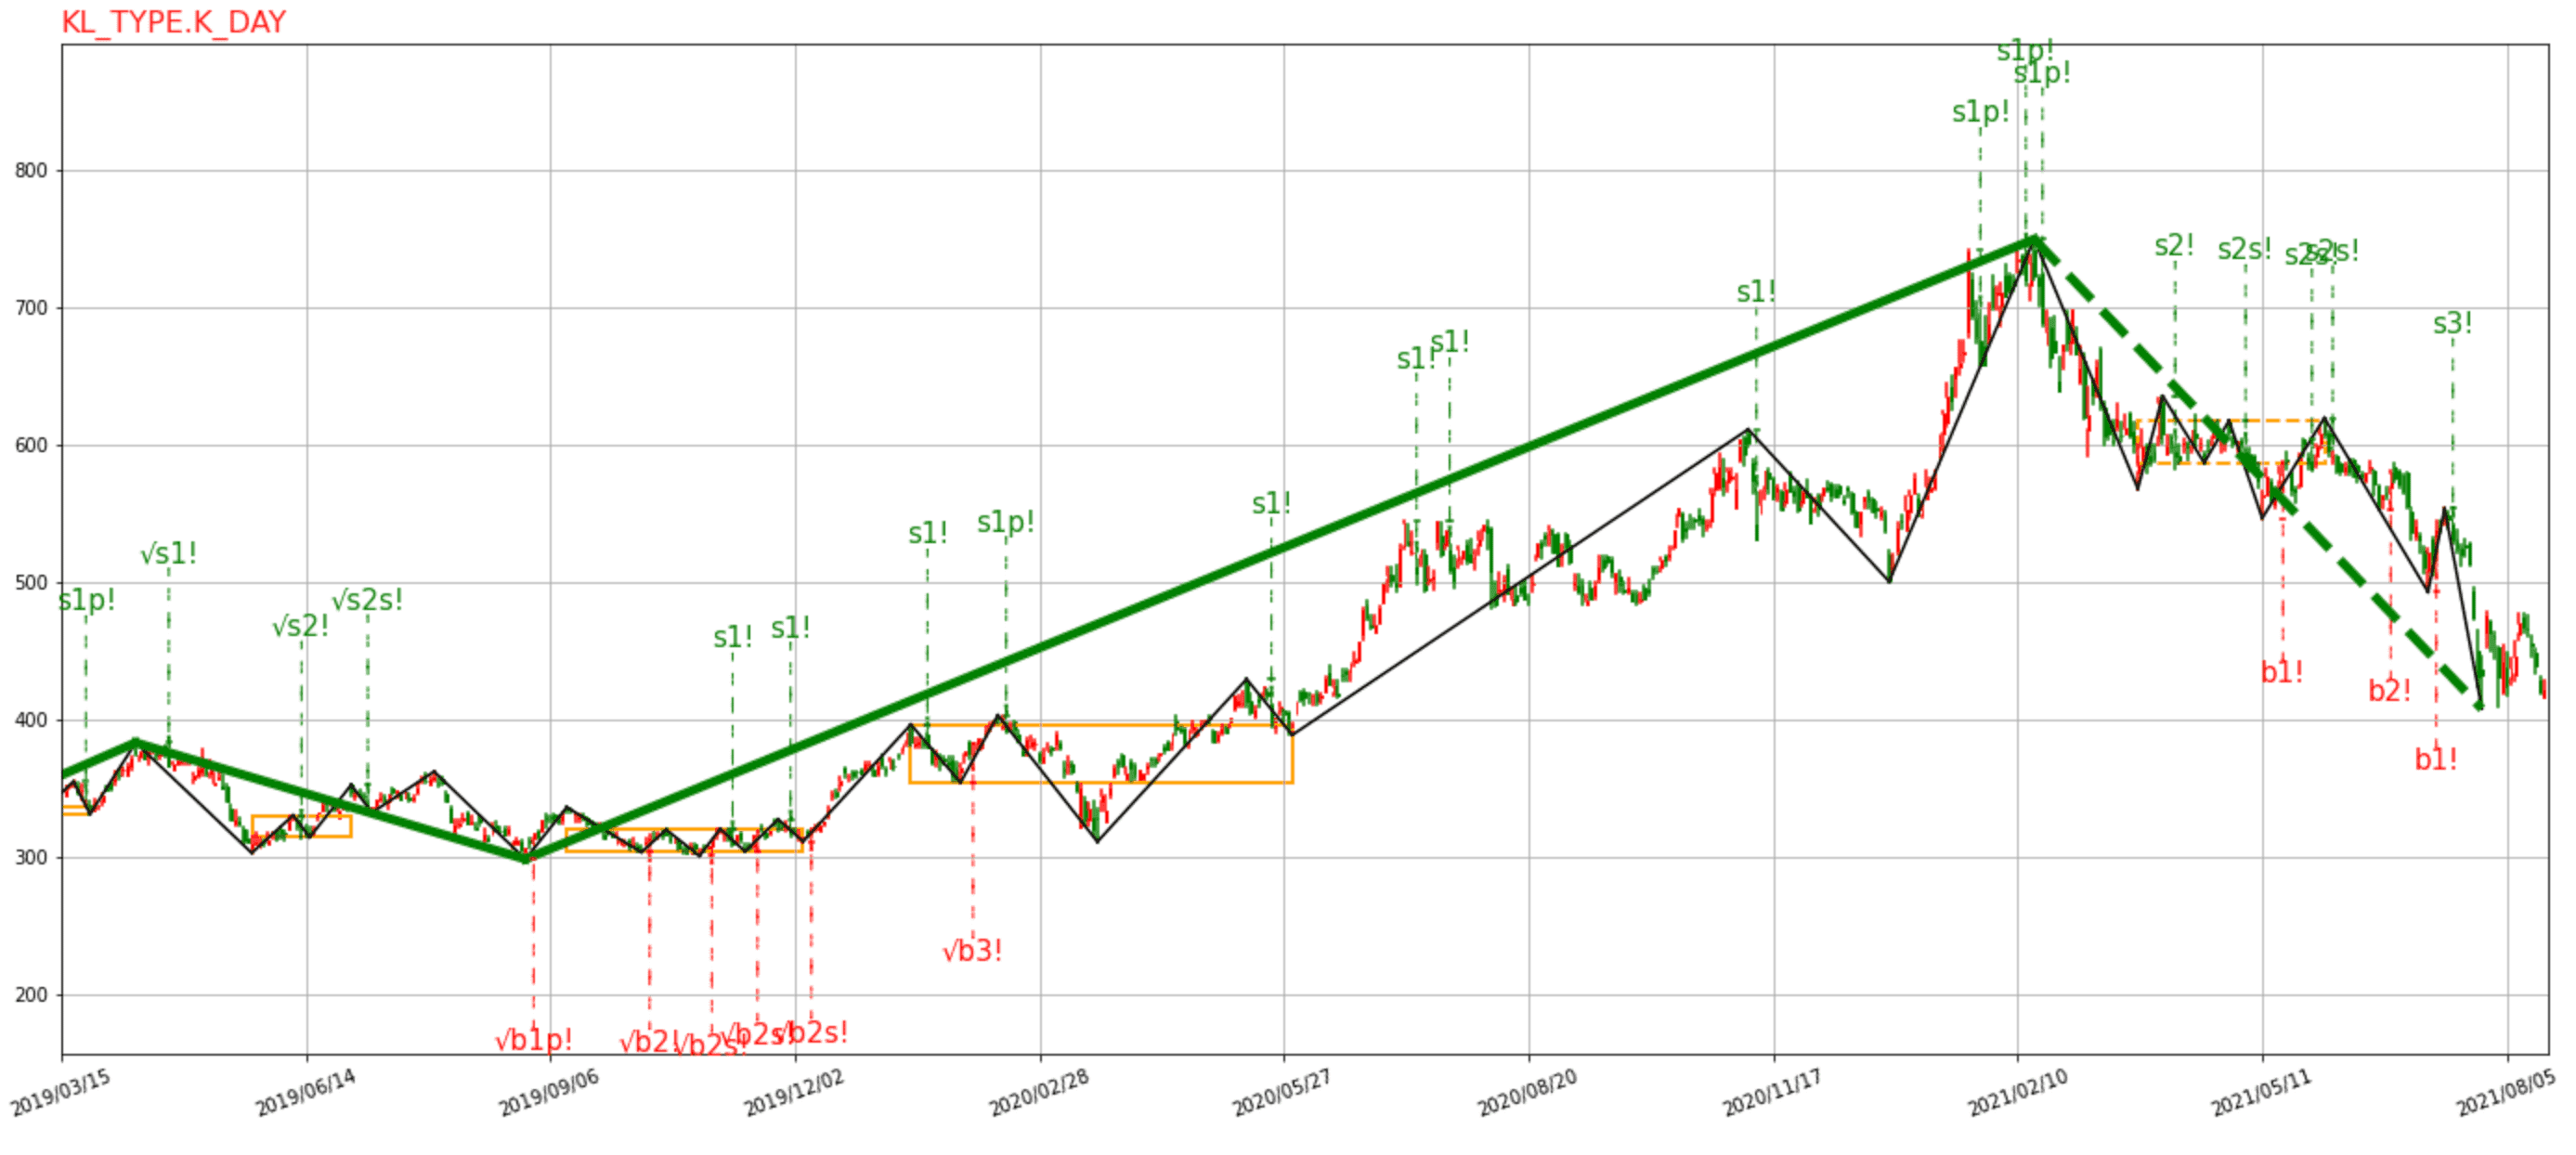 KL_TYPE.K_DAY
s1p!
s1p!
s1p!
800
s2!
s2s!
s2s!
s2s!
s1!
700
s3!
s1!
s1!
600
s1!
s1p!
s1!
√s1!
500
s1p!
√s2s!
√s2!
s1!
s1!
b1!
b2!
400
b1!
300
√b3!
200
√b1p!
√b2!
√b2s!
√b2s!
√b2s!
2019/03/15
2019/06/14
2019/09/06
2019/12/02
2020/02/28
2020/05/27
2020/08/20
2020/11/17
2021/02/10
2021/05/11
2021/08/05